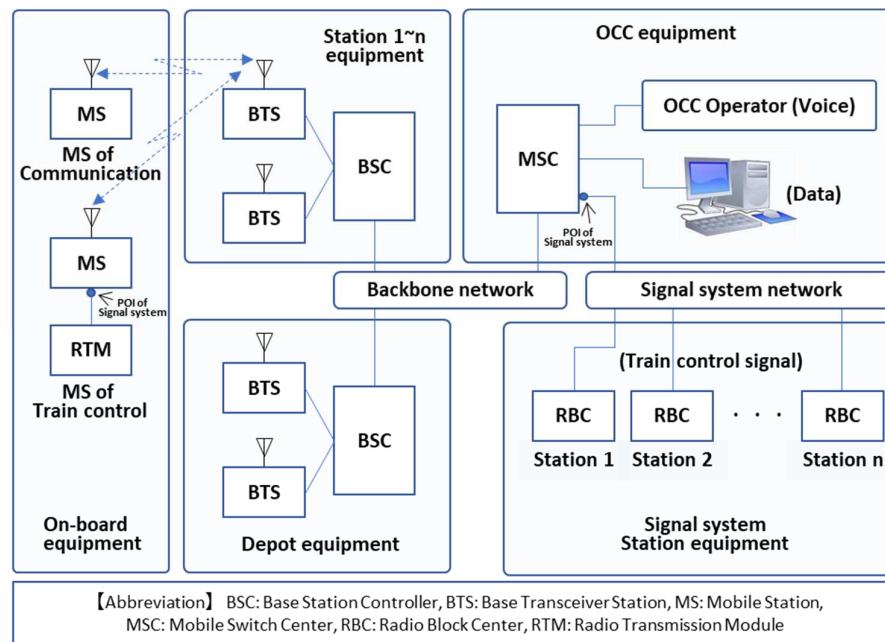 MS
MS of
Communication
MS
POI of
Signal system
RTM
MS of
Train control
On-board
equipment
Station 1~n
equipment
BTS
BSC
BTS
OCC equipment
OCC Operator (Voice)
MSC
(Data)
POI of
Signal system
Backbone network
Signal system network
BTS
BSC
BTS
Depot equipment
(Train control signal)
RBC
RBC
· · ·
RBC
Station 1
Station 2
Station n
Signal system
Station equipment
【Abbreviation】 BSC: Base Station Controller, BTS: Base Transceiver Station, MS: Mobile Station,
MSC: Mobile Switch Center, RBC: Radio Block Center, RTM: Radio Transmission Module